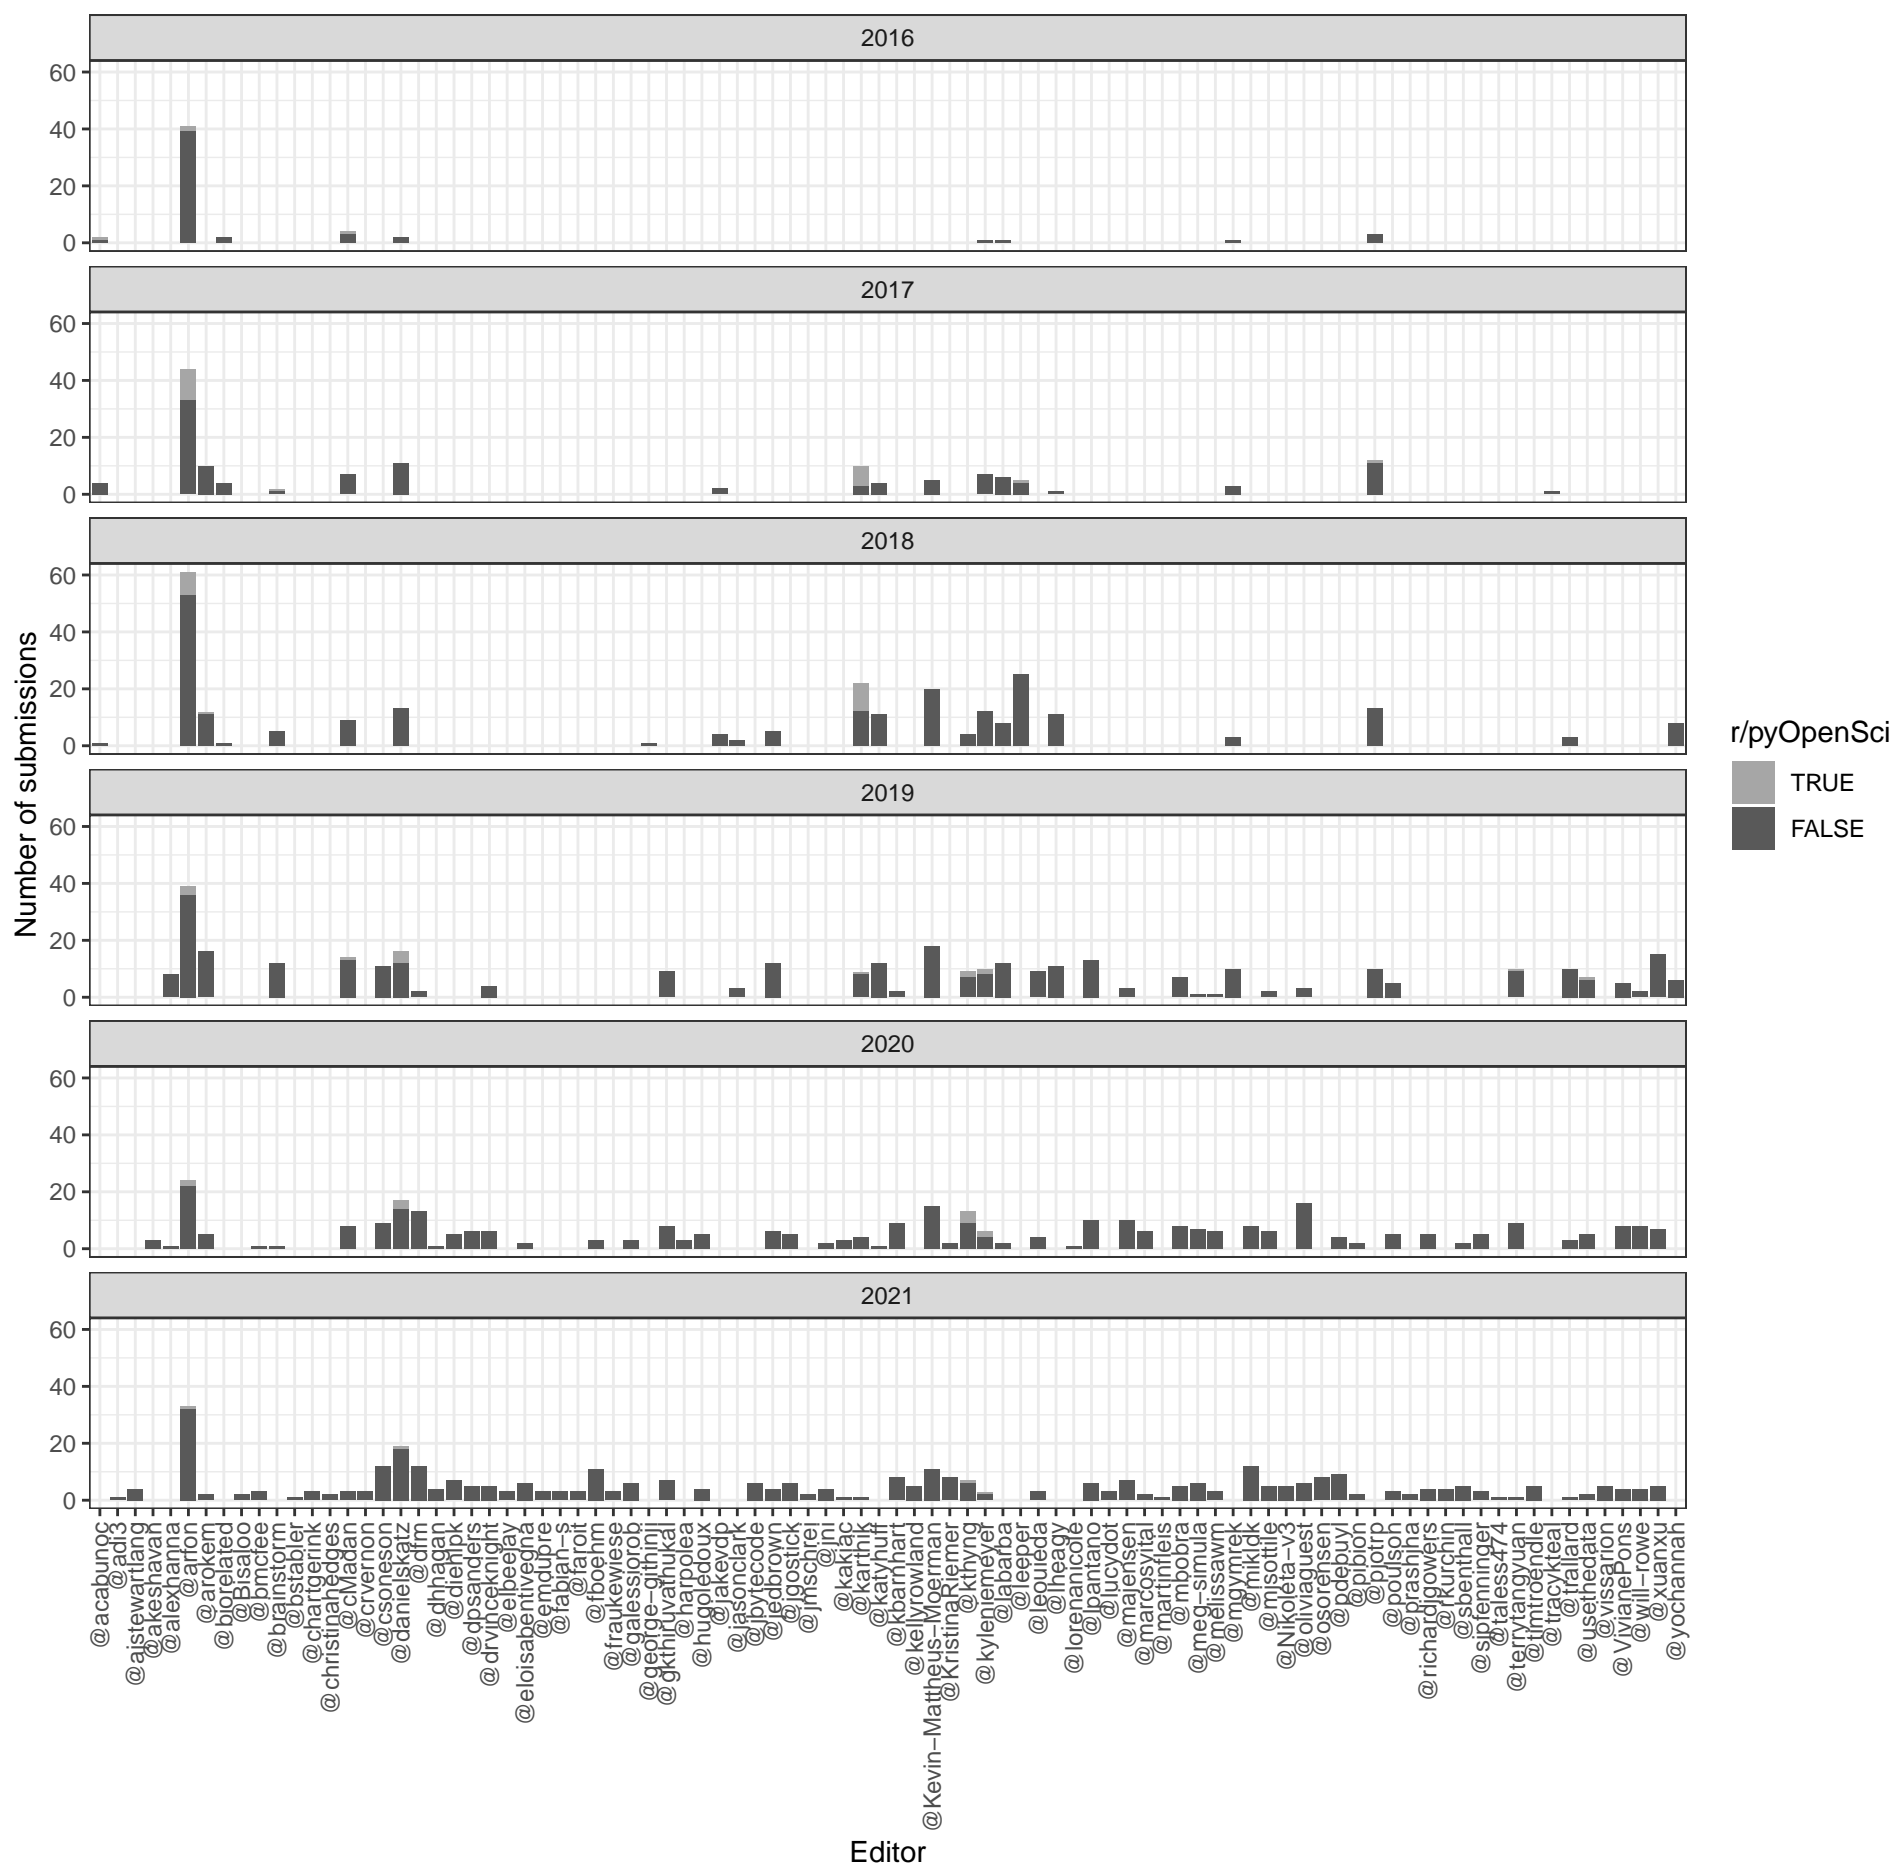 2016
60
40
20
0
2017
60
40
20
0
2018
60
40
20
0
2019
60
40
20
0
2020
60
40
20
0
2021
60
40
20
0
Number of submissions
@acabunoc
@adi3
@ajstewartlang
@akeshavan
@alexhanna
@arfon
@arokem
@biorelated
@Bisaloo
@bmcfee
@brainstorm
@bstabler
@chartgerink
@christinahedges
@cMadan
@crvernon
@csoneson
@danielskatz
@dfm
@dhhagan
@diehlpk
@dpsanders
@drvinceknight
@elbeejay
@eloisabentivegna
@emdupre
@fabian-s
@faroit
@fboehm
@fraukewiese
@galessiorob
@george-githinji
@gkthiruvathukal
@harpolea
@hugoledoux
@jakevdp
@jasonclark
@jbytecode
@jedbrown
@jgostick
@jmschrei
@jni
@kakiac
@karthik
@katyhuff
@kbarnhart
@kellyrowland
@Kevin-Mattheus-Moerman
@KristinaRiemer
@kthyng
@kyleniemeyer
@labarba
@leeper
@leouieda
@lheagy
@lorenanicole
@lpantano
@lucydot
@majensen
@marcosvital
@martinfleis
@mbobra
@meg-simula
@melissawm
@mgymrek
@mikldk
@mjsottile
@Nikoleta-v3
@oliviaguest
@osorensen
@pdebuyl
@pibion
@pjotrp
@poulson
@prashjha
@richardjgowers
@rkurchin
@sbenthall
@sjpfenninger
@taless474
@terrytangyuan
@timtroendle
@tracykteal
@trallard
@usethedata
@vissarion
@VivianePons
@will-rowe
@xuanxu
@yochannah
Editor
r/pyOpenSci
TRUE
FALSE